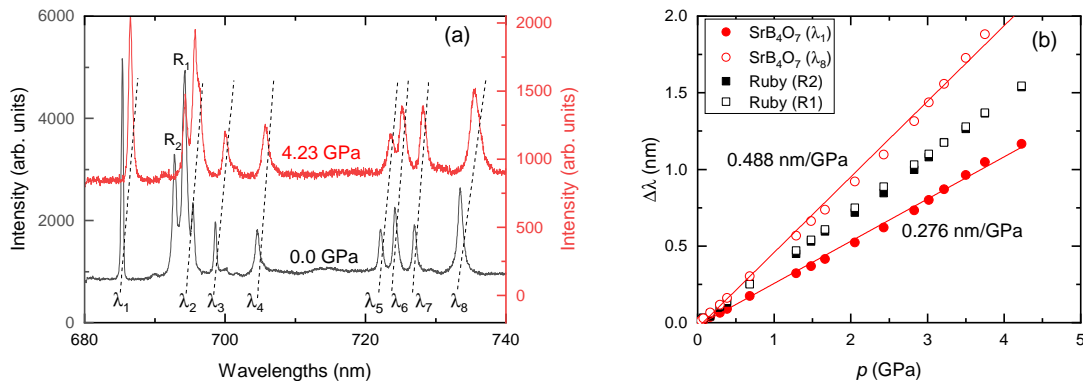 (a)
(b)
Intensity (arb. units)
6000
4000
2000
0
680
700
720
740
Wavelengths (nm)
R₁
R₂
4.23 GPa
0.0 GPa
λ₁
λ₂
λ₃
λ₄
λ₅
λ₆
λ₇
λ₈
2000
1500
1000
500
0
Intensity (arb. units)
Δλ (nm)
2.0
1.5
1.0
0.5
0.0
SrB₄O₇ (λ₁)
SrB₄O₇ (λ₈)
Ruby (R2)
Ruby (R1)
0.488 nm/GPa
0.276 nm/GPa
0
1
2
3
4
5
p (GPa)